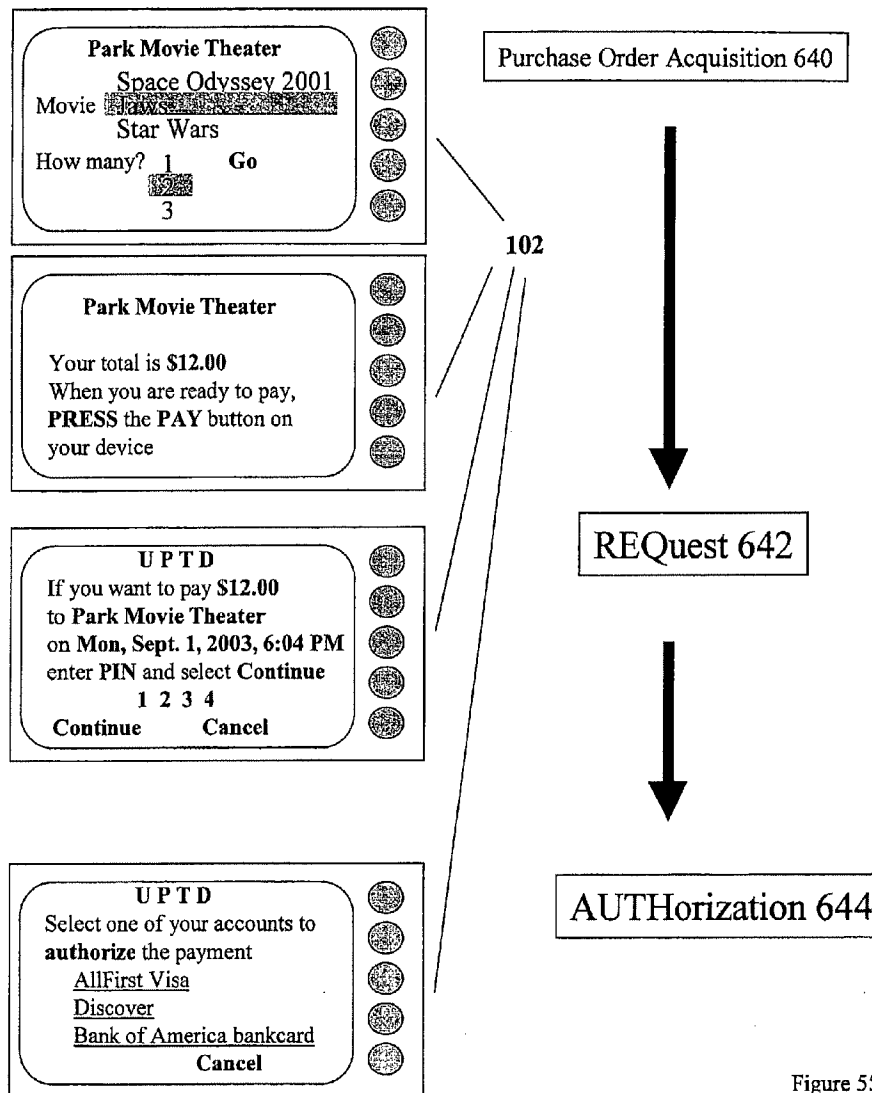 Park Movie Theater
Space Odyssey 2001
Movie Jaws
Star Wars
How many? 1 Go
2
3
Purchase Order Acquisition 640
102
Park Movie Theater
Your total is $12.00
When you are ready to pay,
PRESS the PAY button on
your device
REQuest 642
U P T D
If you want to pay $12.00
to Park Movie Theater
on Mon, Sept. 1, 2003, 6:04 PM
enter PIN and select Continue
1 2 3 4
Continue Cancel
AUTHorization 644
U P T D
Select one of your accounts to
authorize the payment
AllFirst Visa
Discover
Bank of America bankcard
Cancel
Figure 55